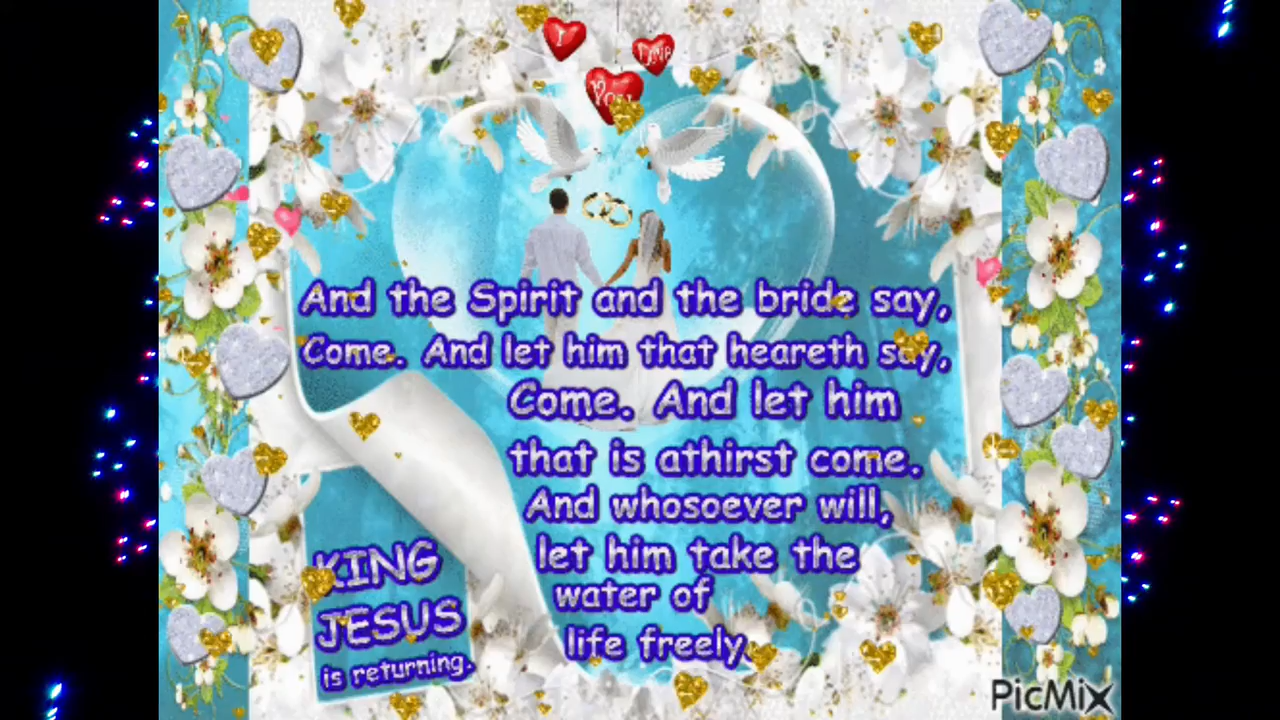 I
Love
You
And the Spirit and the bride say,
Come. And let him that heareth say,
Come. And let him
that is athirst come.
And whosoever will,
let him take the
water of
life freely.
KING
JESUS
is returning.
PicMix